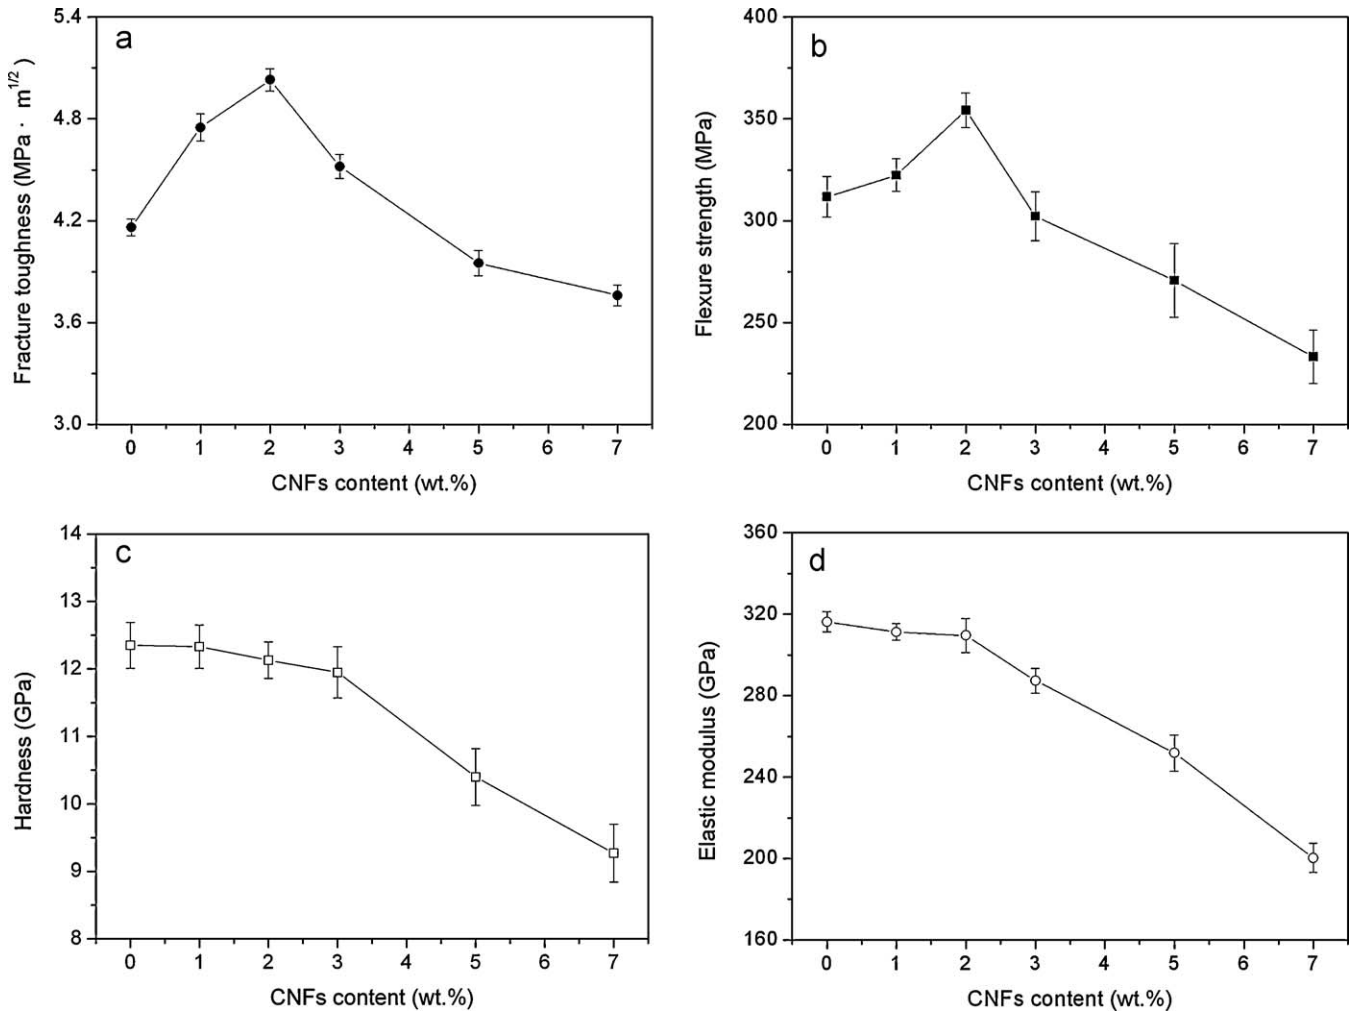 a
5.4
4.8
4.2
3.6
3.0
Fracture toughness (MPa · m1/2)
0 1 2 3 4 5 6 7
CNFs content (wt.%)
b
400
350
300
250
200
Flexure strength (MPa)
0 1 2 3 4 5 6 7
CNFs content (wt.%)
c
14
13
12
11
10
9
8
Hardness (GPa)
0 1 2 3 4 5 6 7
CNFs content (wt.%)
d
360
320
280
240
200
160
Elastic modulus (GPa)
0 1 2 3 4 5 6 7
CNFs content (wt.%)